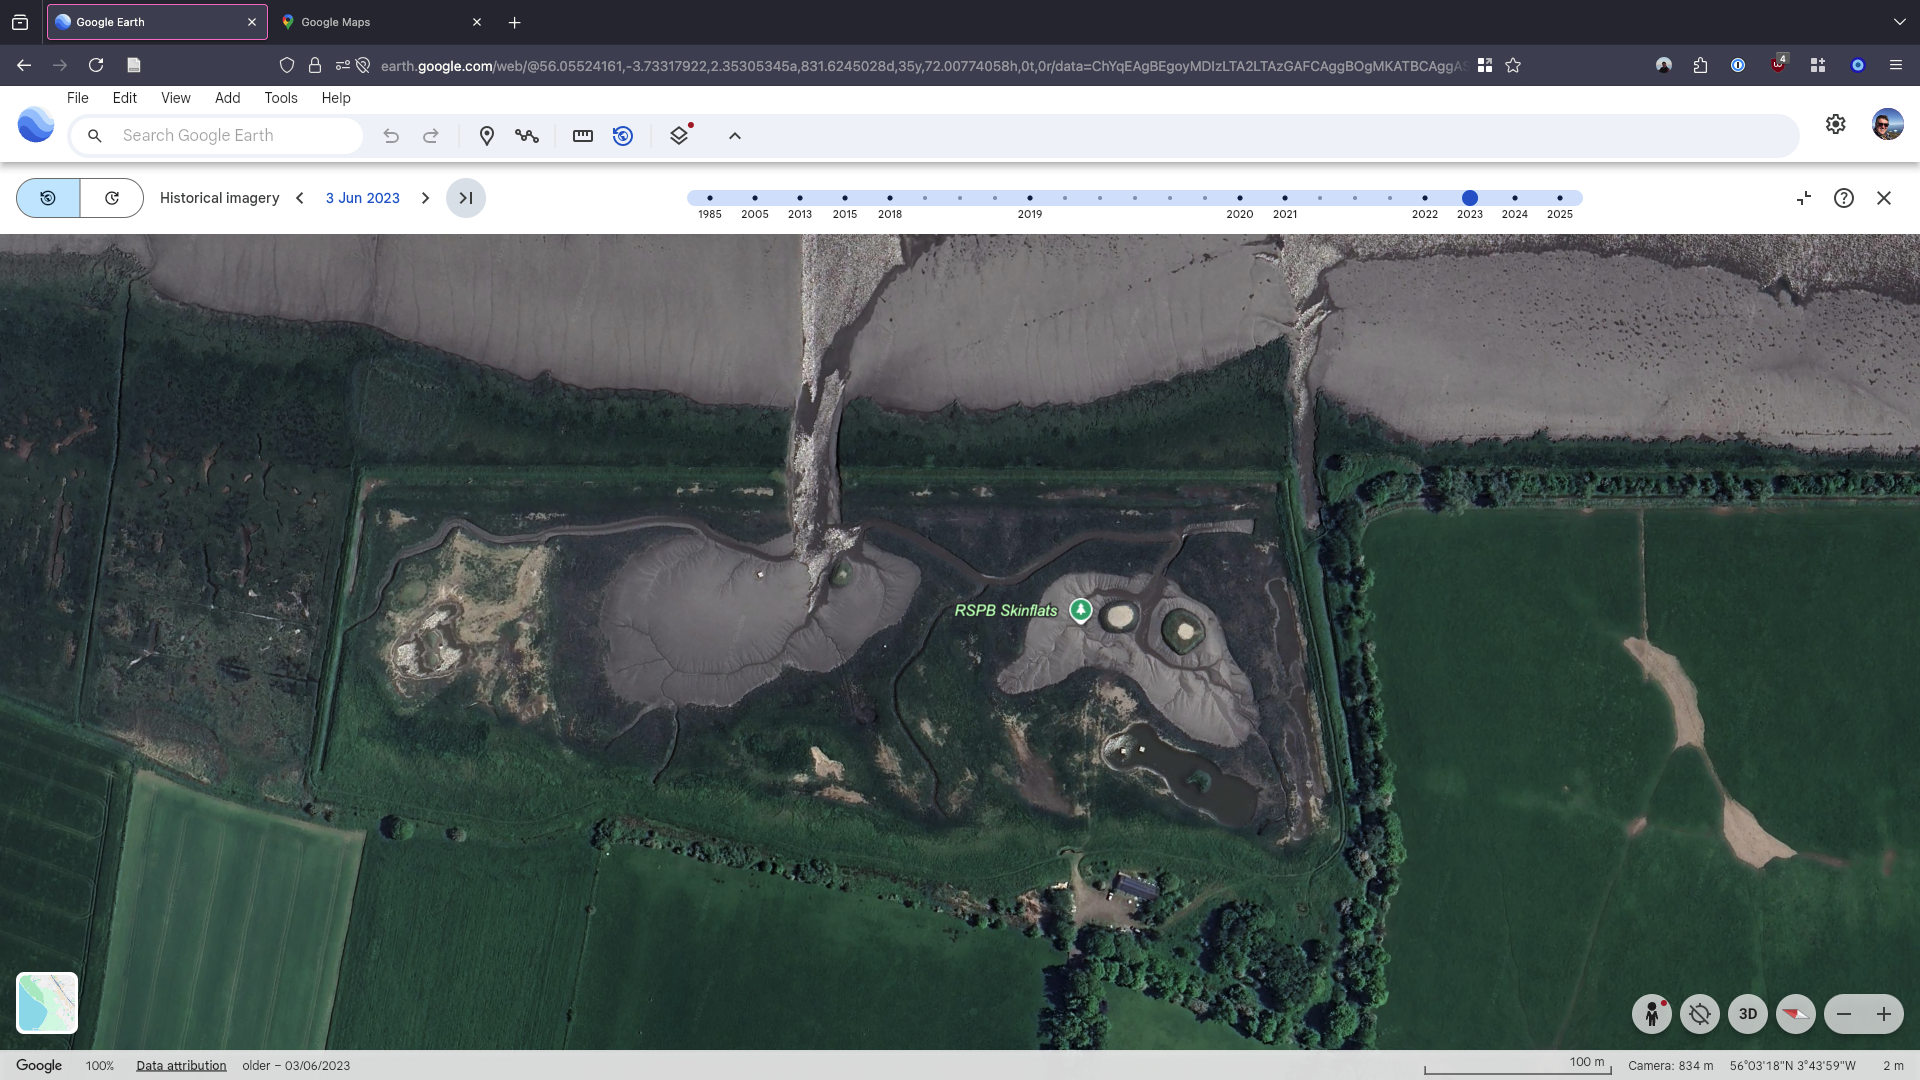 Google Earth
Google Maps
earth.google.com/web/@56.05524161,-3.73317922,2.35305345a,831.6245028d,35y,72.00774058h,0t,0r/data=ChYqEAgBEgoyMDIzLTA2LTAzGAFCAggBOgMKATBCAggAS
4
File Edit View Add Tools Help
Search Google Earth
Historical imagery
3 Jun 2023
1985 2005 2013 2015 2018 2019 2020 2021 2022 2023 2024 2025
RSPB Skinflats
3D
Google 100% Data attribution older – 03/06/2023 100 m Camera: 834 m 56°03'18"N 3°43'59"W 2 m